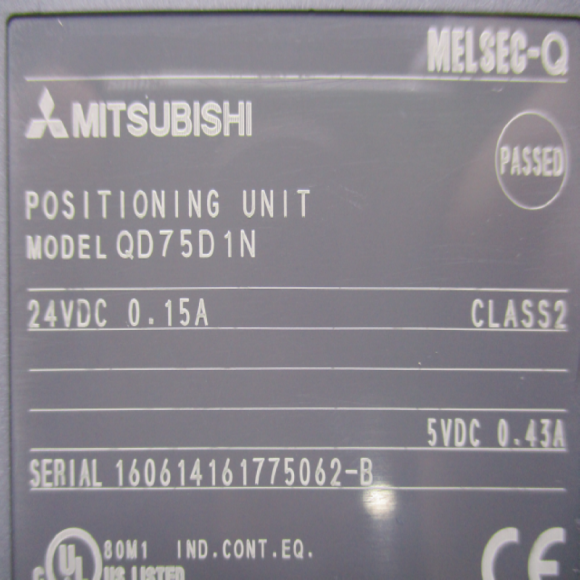 MELSEC-Q
MITSUBISHI
PASSED
POSITIONING UNIT
MODEL QD75D1N
24VDC 0.15A CLASS2
5VDC 0.43A
SERIAL 160614161775062-B
C UL 80M1 IND.CONT.EQ.
US LISTED
CE